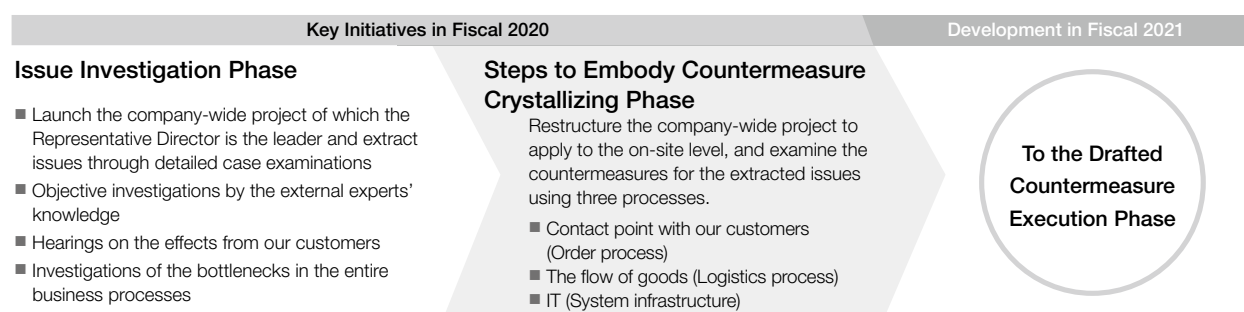 Key Initiatives in Fiscal 2020
Development in Fiscal 2021
Issue Investigation Phase
■ Launch the company-wide project of which the
Representative Director is the leader and extract
issues through detailed case examinations
■ Objective investigations by the external experts'
knowledge
■ Hearings on the effects from our customers
■ Investigations of the bottlenecks in the entire
business processes
Steps to Embody Countermeasure
Crystallizing Phase
Restructure the company-wide project to
apply to the on-site level, and examine the
countermeasures for the extracted issues
using three processes.
■ Contact point with our customers
(Order process)
■ The flow of goods (Logistics process)
■ IT (System infrastructure)
To the Drafted
Countermeasure
Execution Phase